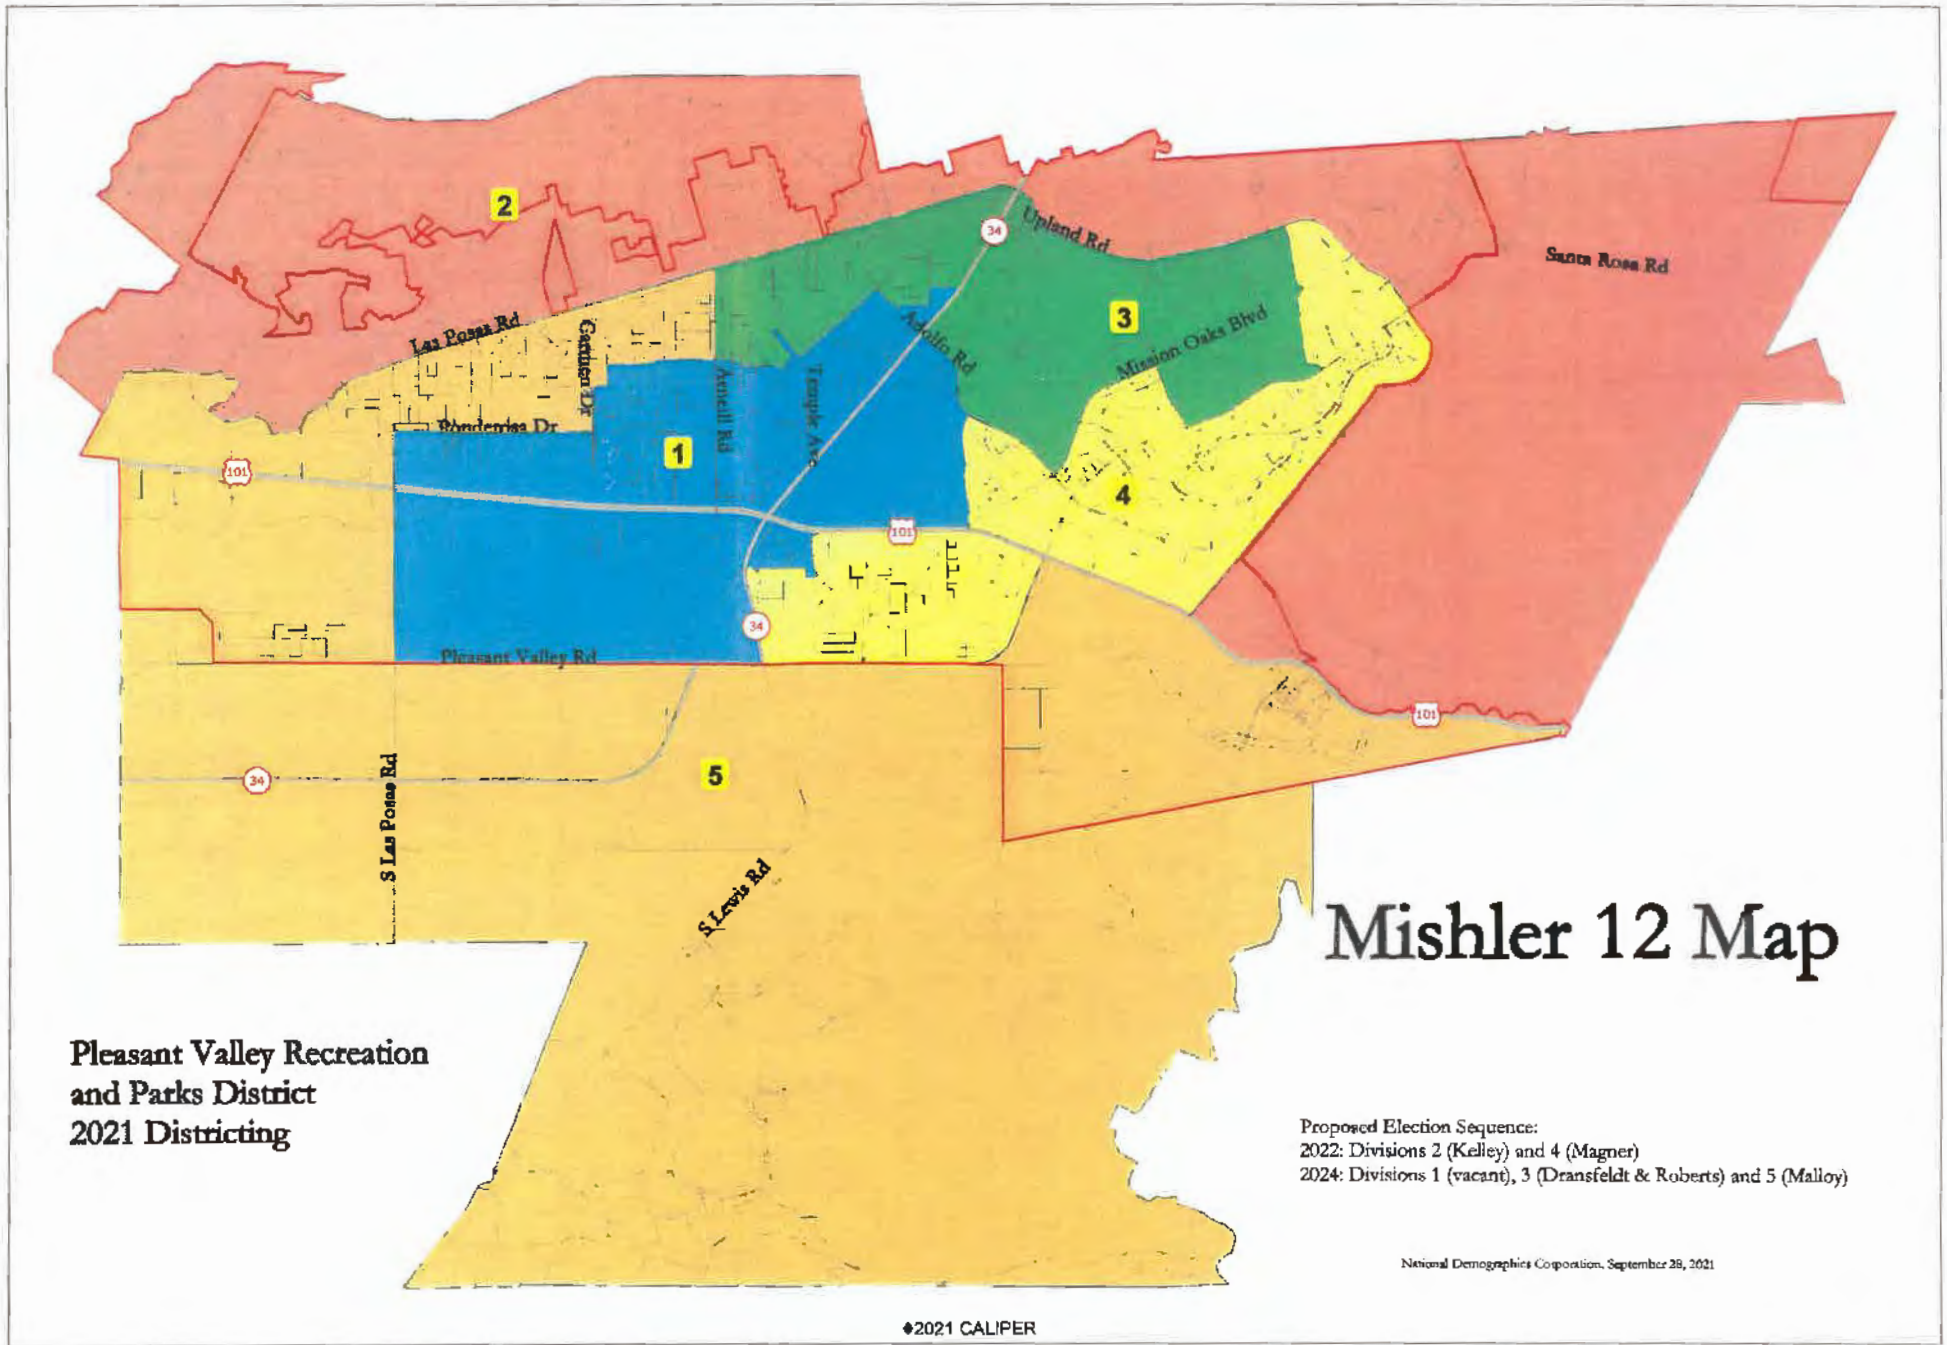 2
34
Upland Rd
Santa Rosa Rd
3
Las Posas Rd
Carmen Dr
Adolfo Rd
Mission Oaks Blvd
Arneill Rd
Temple Ave
Ponderosa Dr
1
101
4
101
34
Pleasant Valley Rd
101
34
5
S Las Posas Rd
S Lewis Rd
Mishler 12 Map
Pleasant Valley Recreation
and Parks District
2021 Districting
Proposed Election Sequence:
2022: Divisions 2 (Kelley) and 4 (Magner)
2024: Divisions 1 (vacant), 3 (Dransfeldt & Roberts) and 5 (Malloy)
National Demographics Corporation, September 28, 2021
♦2021 CALIPER